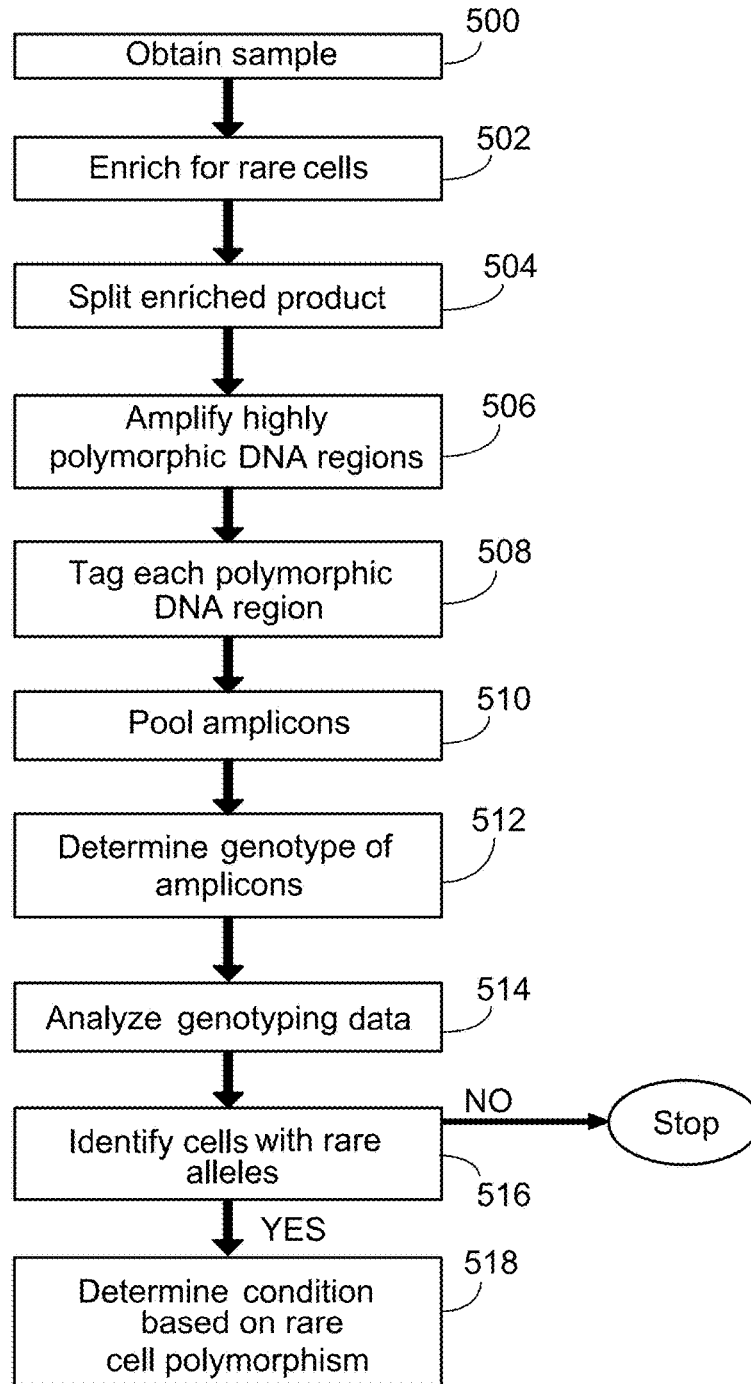 500
Obtain sample
502
Enrich for rare cells
504
Split enriched product
506
Amplify highly
polymorphic DNA regions
508
Tag each polymorphic
DNA region
510
Pool amplicons
512
Determine genotype of
amplicons
514
Analyze genotyping data
NO
Stop
Identify cells with rare
alleles
516
YES
518
Determine condition
based on rare
cell polymorphism